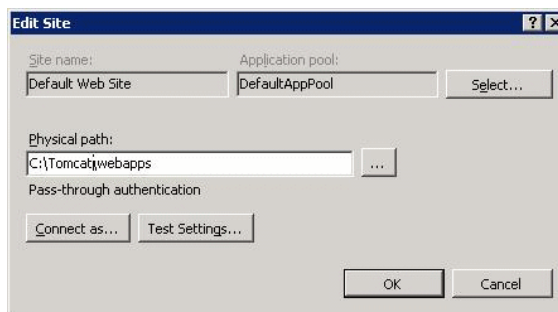 Edit Site
Site name: Application pool:
Default Web Site DefaultAppPool Select...
Physical path:
C:\Tomcat\webapps ...
Pass-through authentication
Connect as... Test Settings...
OK Cancel